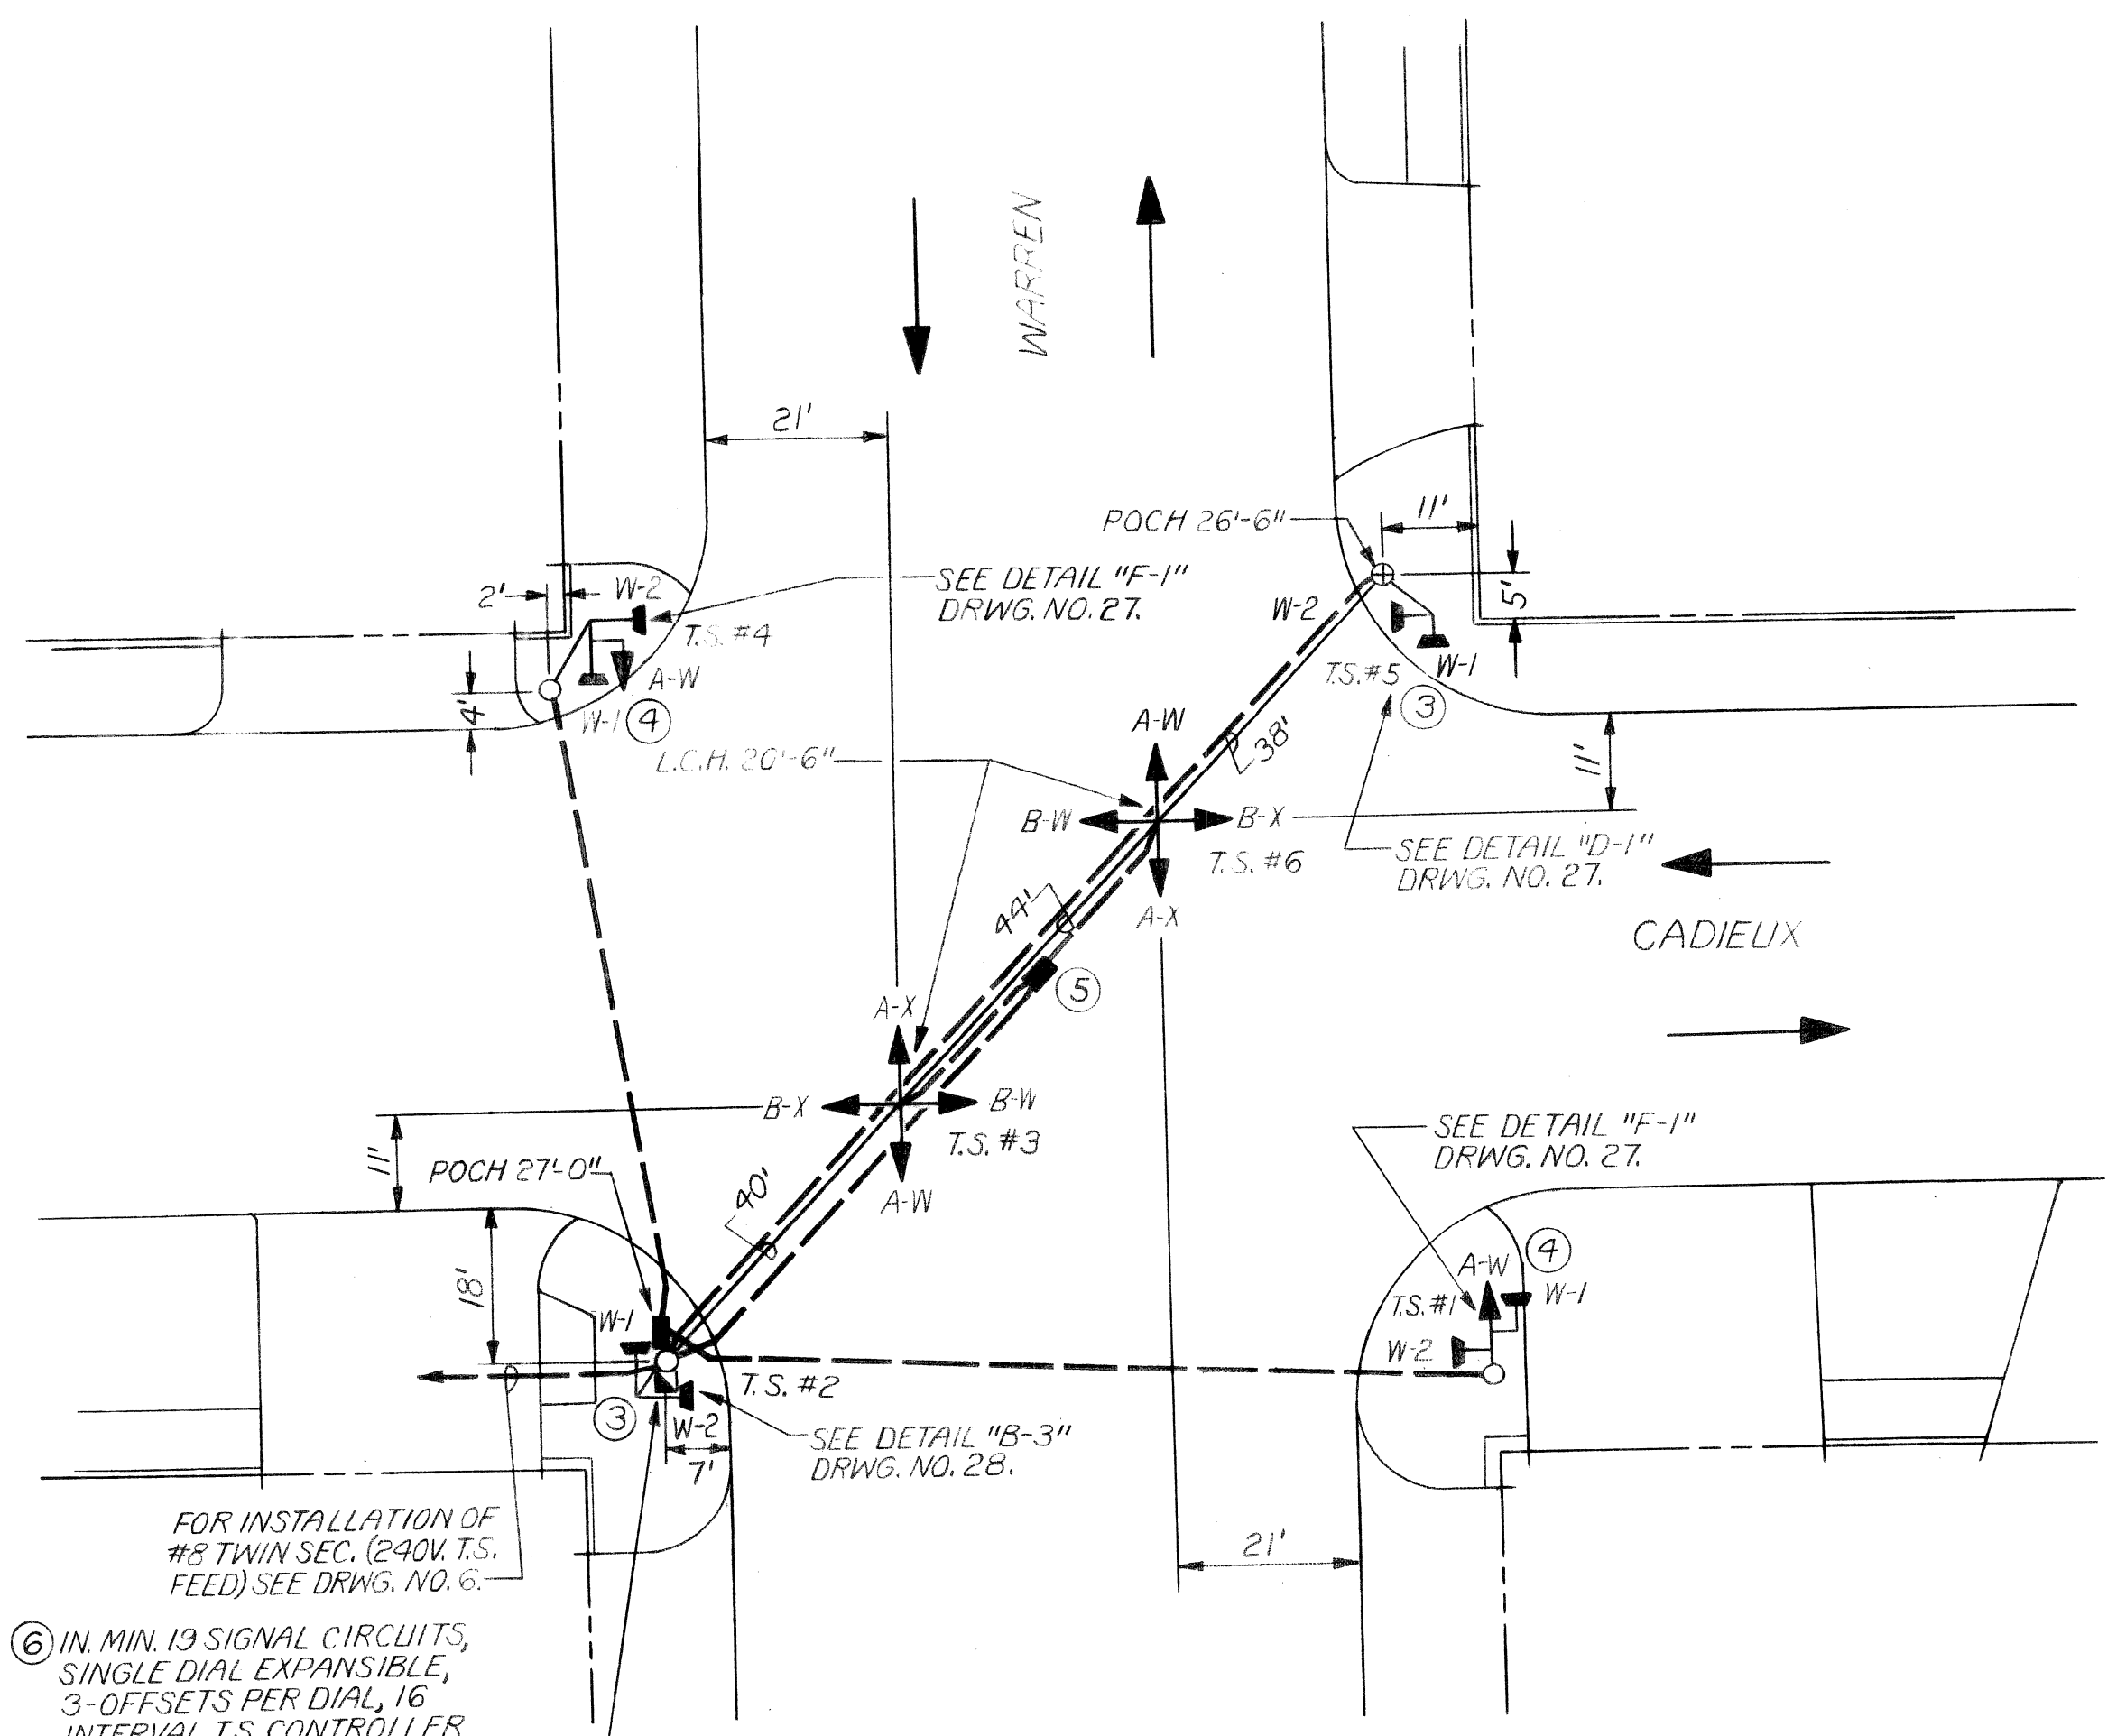 WARREN
21'
POCH 26'-6"
11'
2'
W-2
SEE DETAIL "F-1"
DRWG. NO. 27.
W-2
5'
T.S. #4
A-W
T.S. #5
W-1
4'
W-1
4
3
A-W
38'
L.C.H. 20'-6"
11'
B-W
B-X
T.S. #6
SEE DETAIL "D-1"
DRWG. NO. 27.
44'
A-X
CADIEUX
5
A-X
B-X
B-W
T.S. #3
SEE DETAIL "F-1"
DRWG. NO. 27.
11'
POCH 27'-0"
40'
A-W
18'
4
A-W
T.S. #1
W-1
W-1
W-2
T.S. #2
3
W-2
SEE DETAIL "B-3"
DRWG. NO. 28.
7'
FOR INSTALLATION OF
#8 TWIN SEC. (240V. T.S.
FEED) SEE DRWG. NO. 6.
21'
6 IN. MIN. 19 SIGNAL CIRCUITS,
SINGLE DIAL EXPANSIBLE,
3-OFFSETS PER DIAL, 16
INTERVAL T.S. CONTROLLER